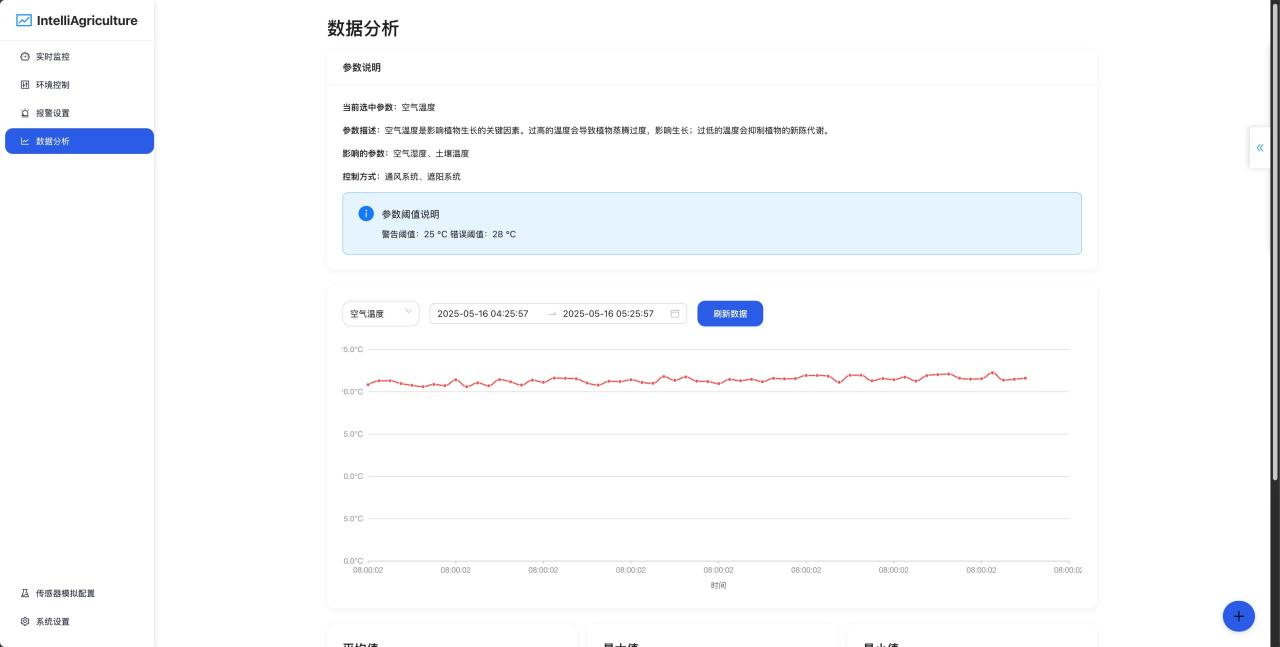 IntelliAgriculture
实时监控
环境控制
报警设置
数据分析
传感器模拟配置
系统设置
数据分析
参数说明
当前选中参数: 空气温度
参数描述: 空气温度是影响植物生长的关键因素。过高的温度会导致植物蒸腾过度，影响生长；过低的温度会抑制植物的新陈代谢。
影响的参数: 空气湿度、土壤温度
控制方式: 通风系统、遮阳系统
参数阈值说明
警告阈值: 25 °C 错误阈值: 28 °C
空气温度 2025-05-16 04:25:57 → 2025-05-16 05:25:57 刷新数据
5.0°C
0.0°C
5.0°C
0.0°C
5.0°C
0.0°C
08:00:02 08:00:02 08:00:02 08:00:02 08:00:02 08:00:02 08:00:02 08:00:02 08:00:02
时间
平均值 最大值 最小值